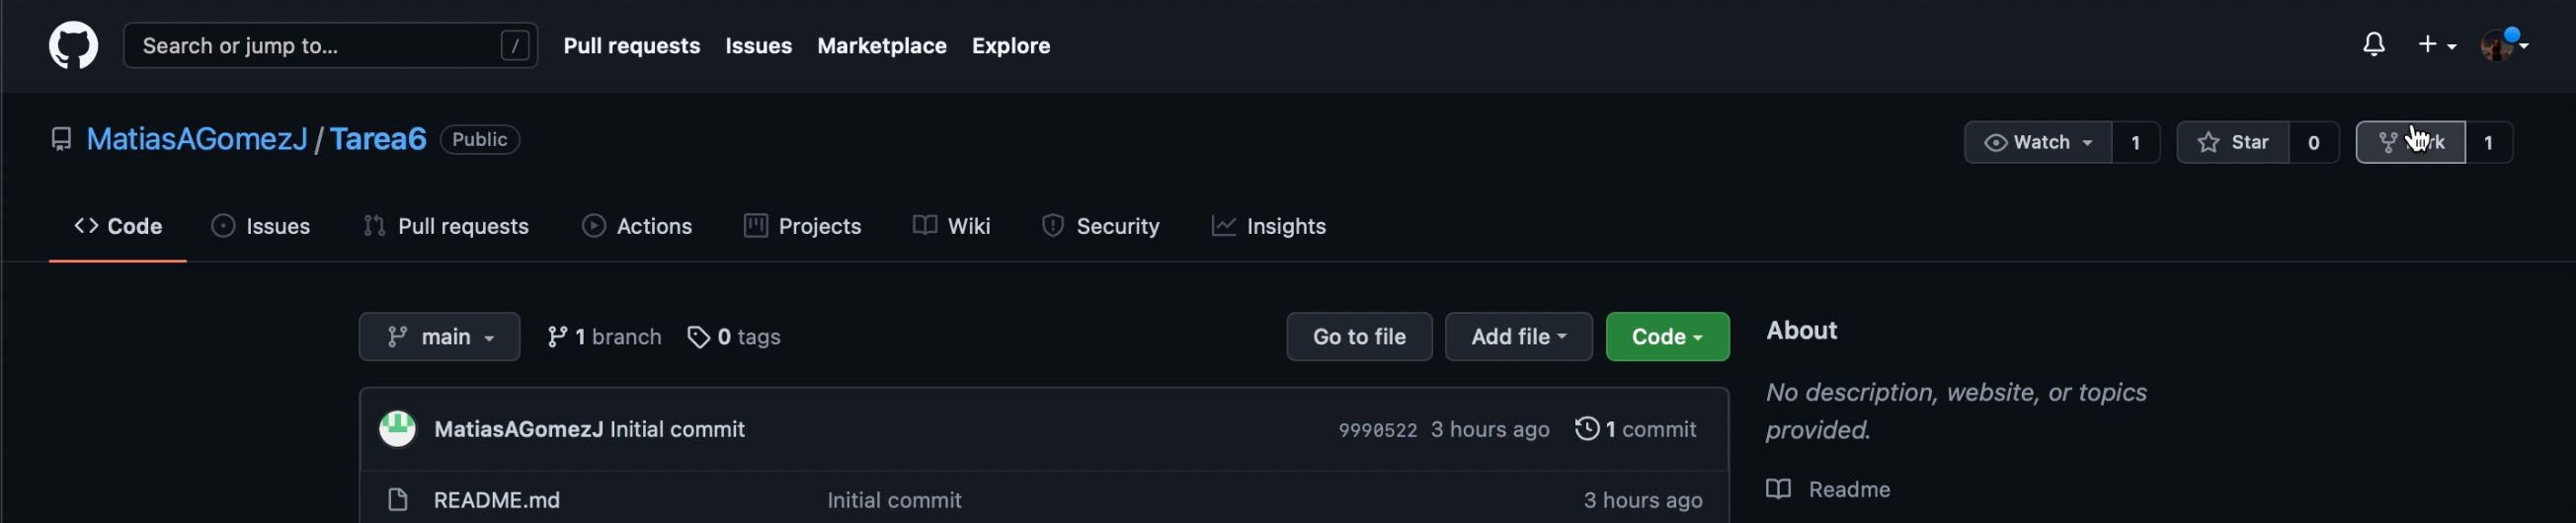 Search or jump to... /
Pull requests Issues Marketplace Explore
MatiasAGomezJ / Tarea6 Public
Watch 1 Star 0 1
Code Issues Pull requests Actions Projects Wiki Security Insights
main 1 branch 0 tags
Go to file Add file Code
About
MatiasAGomezJ Initial commit 9990522 3 hours ago 1 commit
No description, website, or topics
provided.
README.md Initial commit 3 hours ago
Readme